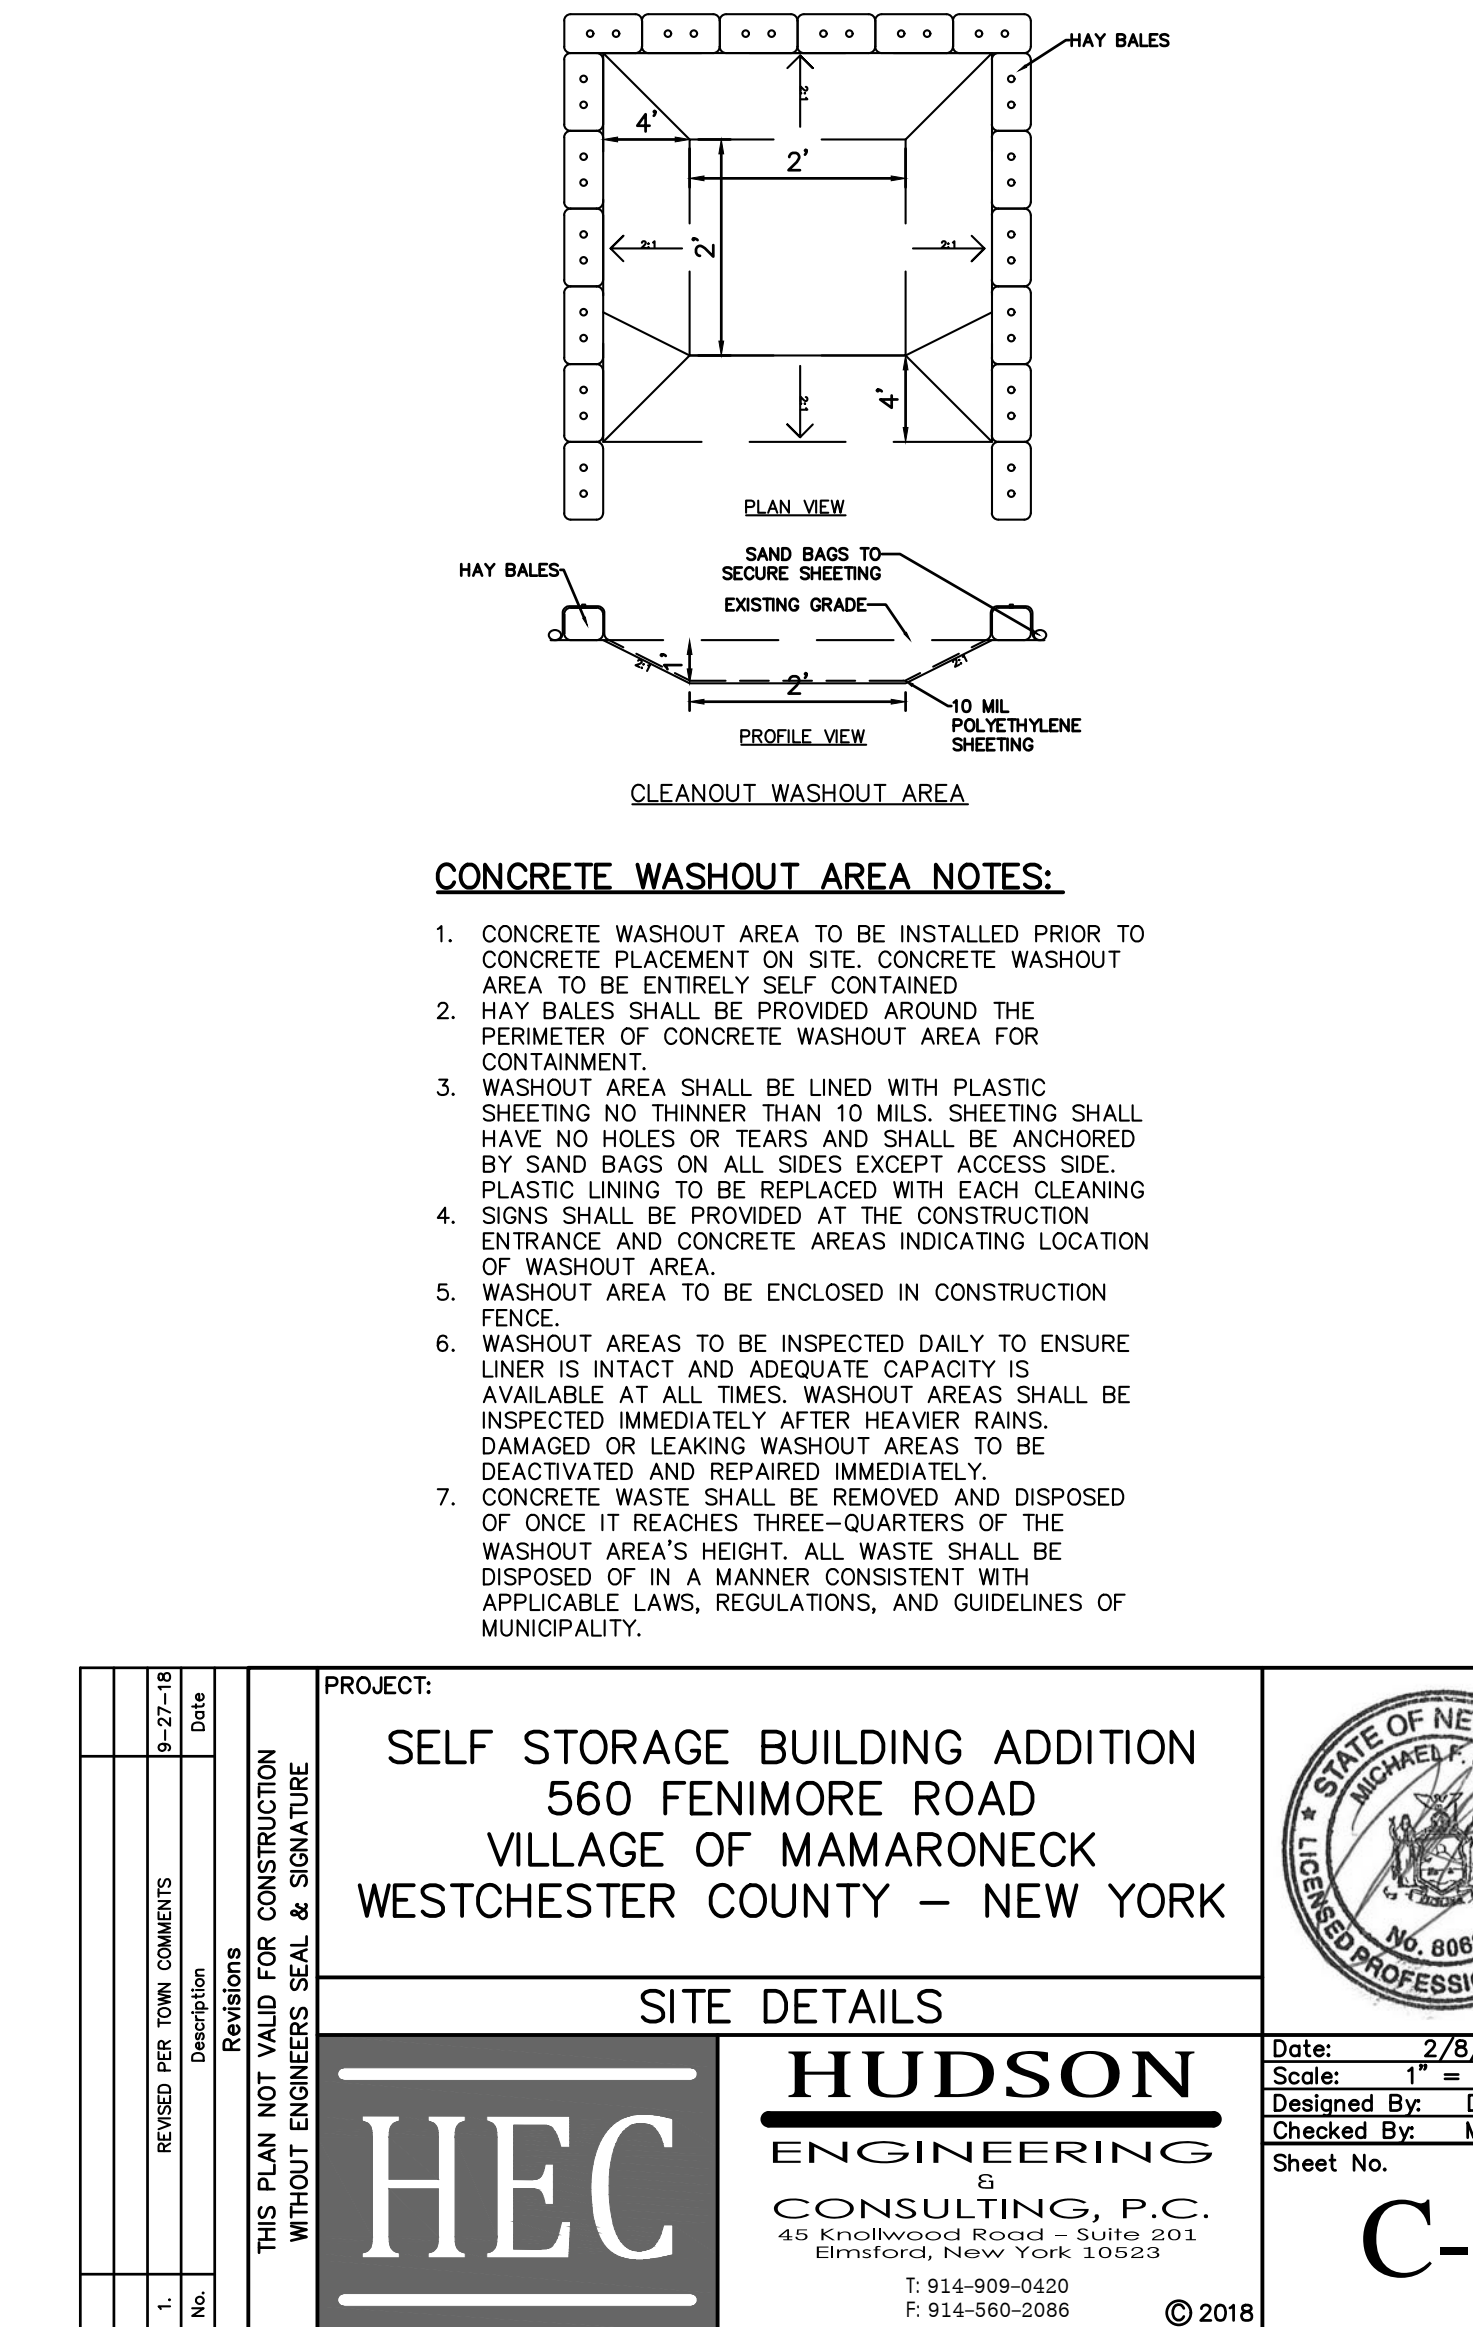 HAY BALES
2:1
4'
2'
2:1
2'
2:1
4'
2:1
PLAN VIEW
HAY BALES
SAND BAGS TO
SECURE SHEETING
EXISTING GRADE
2:1
1'
2:1
2'
10 MIL
POLYETHYLENE
SHEETING
PROFILE VIEW
CLEANOUT WASHOUT AREA
CONCRETE WASHOUT AREA NOTES:
1. CONCRETE WASHOUT AREA TO BE INSTALLED PRIOR TO
CONCRETE PLACEMENT ON SITE. CONCRETE WASHOUT
AREA TO BE ENTIRELY SELF CONTAINED
2. HAY BALES SHALL BE PROVIDED AROUND THE
PERIMETER OF CONCRETE WASHOUT AREA FOR
CONTAINMENT.
3. WASHOUT AREA SHALL BE LINED WITH PLASTIC
SHEETING NO THINNER THAN 10 MILS. SHEETING SHALL
HAVE NO HOLES OR TEARS AND SHALL BE ANCHORED
BY SAND BAGS ON ALL SIDES EXCEPT ACCESS SIDE.
PLASTIC LINING TO BE REPLACED WITH EACH CLEANING
4. SIGNS SHALL BE PROVIDED AT THE CONSTRUCTION
ENTRANCE AND CONCRETE AREAS INDICATING LOCATION
OF WASHOUT AREA.
5. WASHOUT AREA TO BE ENCLOSED IN CONSTRUCTION
FENCE.
6. WASHOUT AREAS TO BE INSPECTED DAILY TO ENSURE
LINER IS INTACT AND ADEQUATE CAPACITY IS
AVAILABLE AT ALL TIMES. WASHOUT AREAS SHALL BE
INSPECTED IMMEDIATELY AFTER HEAVIER RAINS.
DAMAGED OR LEAKING WASHOUT AREAS TO BE
DEACTIVATED AND REPAIRED IMMEDIATELY.
7. CONCRETE WASTE SHALL BE REMOVED AND DISPOSED
OF ONCE IT REACHES THREE-QUARTERS OF THE
WASHOUT AREA'S HEIGHT. ALL WASTE SHALL BE
DISPOSED OF IN A MANNER CONSISTENT WITH
APPLICABLE LAWS, REGULATIONS, AND GUIDELINES OF
MUNICIPALITY.
1. REVISED PER TOWN COMMENTS 9-27-18
No. Description Date
Revisions
THIS PLAN NOT VALID FOR CONSTRUCTION
WITHOUT ENGINEERS SEAL & SIGNATURE
PROJECT:
SELF STORAGE BUILDING ADDITION
560 FENIMORE ROAD
VILLAGE OF MAMARONECK
WESTCHESTER COUNTY - NEW YORK
SITE DETAILS
HEC
HUDSON
ENGINEERING
&
CONSULTING, P.C.
45 Knollwood Road - Suite 201
Elmsford, New York 10523
T: 914-909-0420
F: 914-560-2086
© 2018
STATE OF NE
MICHAEL F.
LICENSED PROFESSI
No. 806
Date: 2/8/
Scale: 1" =
Designed By: D
Checked By: M
Sheet No.
C-